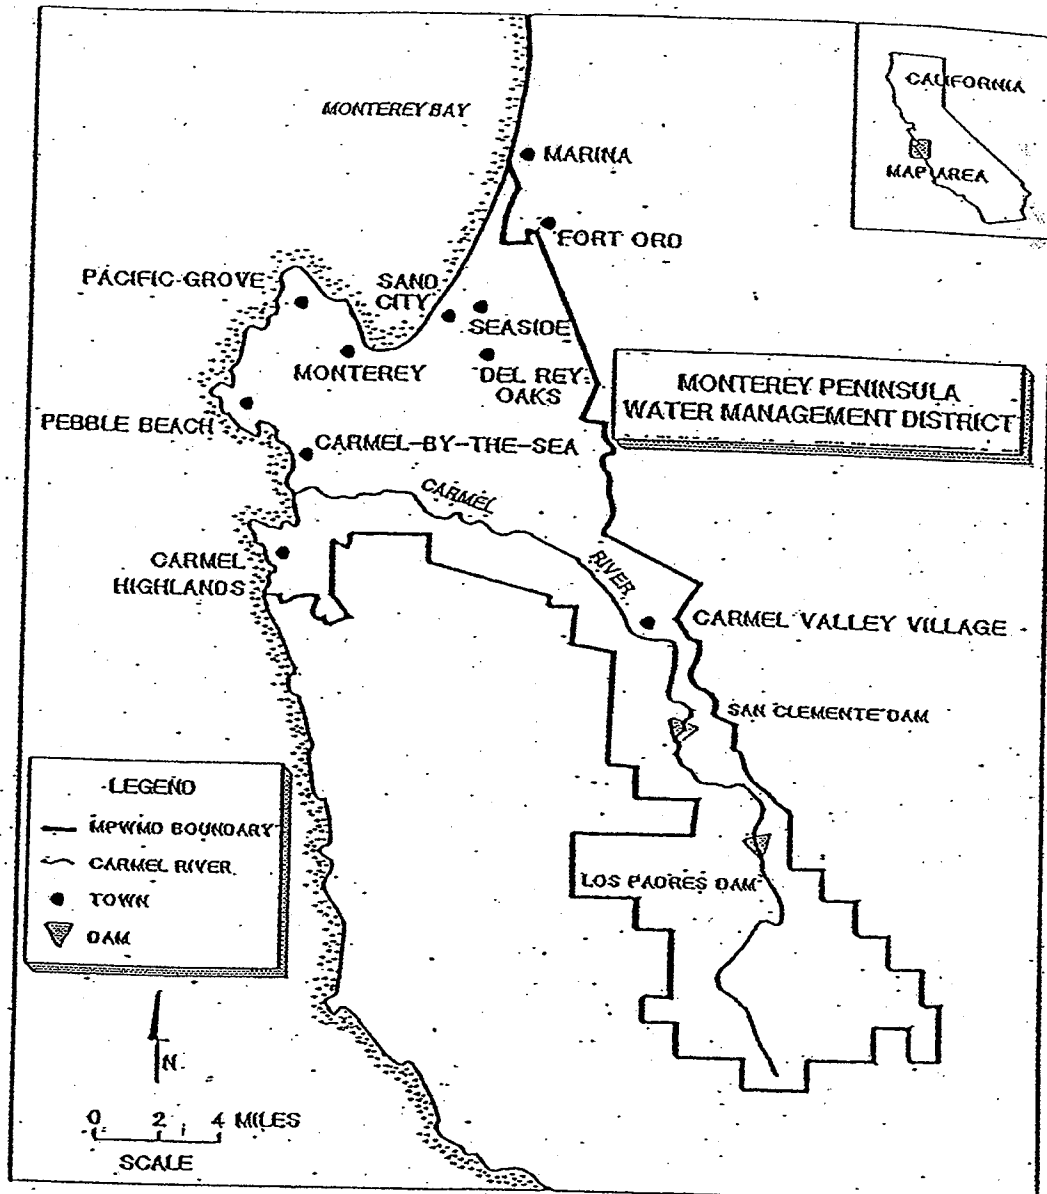 MONTEREY BAY
CALIFORNIA
MAP AREA
MARINA
FORT ORD
PACIFIC GROVE
SAND
CITY
SEASIDE
MONTEREY
DEL REY
OAKS
MONTEREY PENINSULA
WATER MANAGEMENT DISTRICT
PEBBLE BEACH
CARMEL-BY-THE-SEA
CARMEL
RIVER
CARMEL
HIGHLANDS
CARMEL VALLEY VILLAGE
SAN CLEMENTE DAM
LOS PADRES DAM
LEGEND
MPWMD BOUNDARY
CARMEL RIVER
TOWN
DAM
N
0 2 4 MILES
SCALE